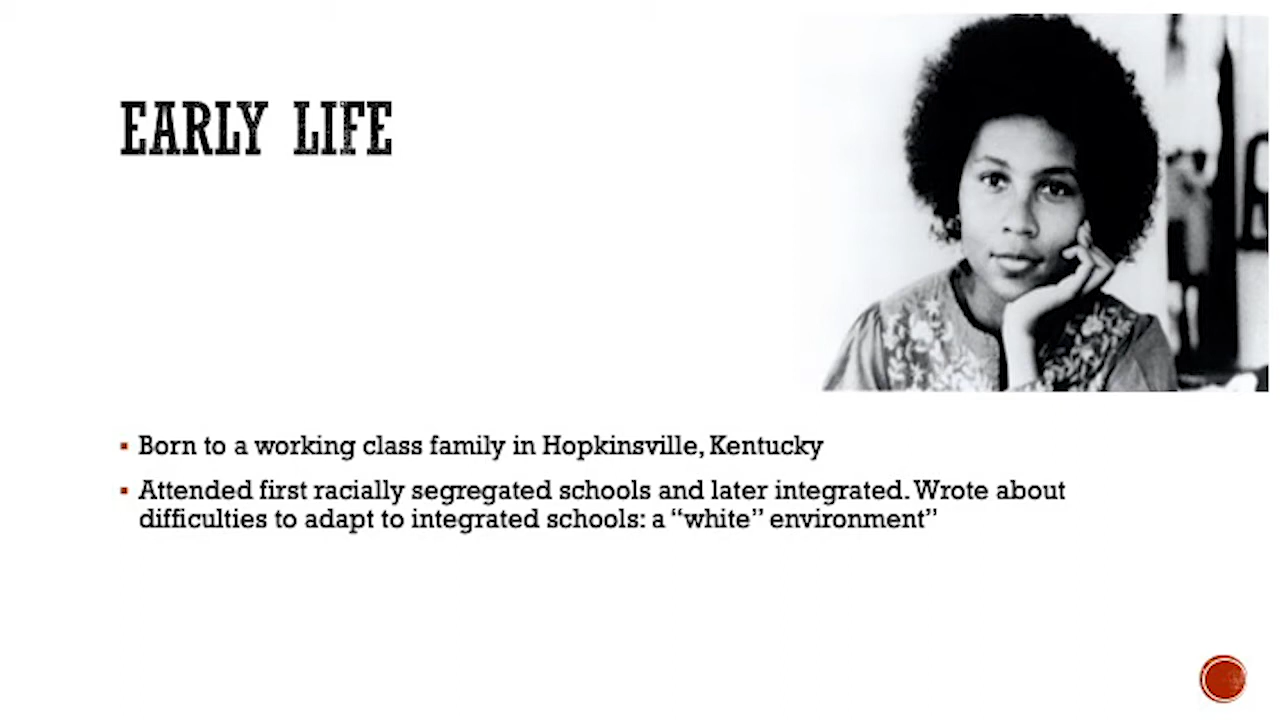 EARLY LIFE
▪ Born to a working class family in Hopkinsville, Kentucky
▪ Attended first racially segregated schools and later integrated. Wrote about
difficulties to adapt to integrated schools: a “white” environment”